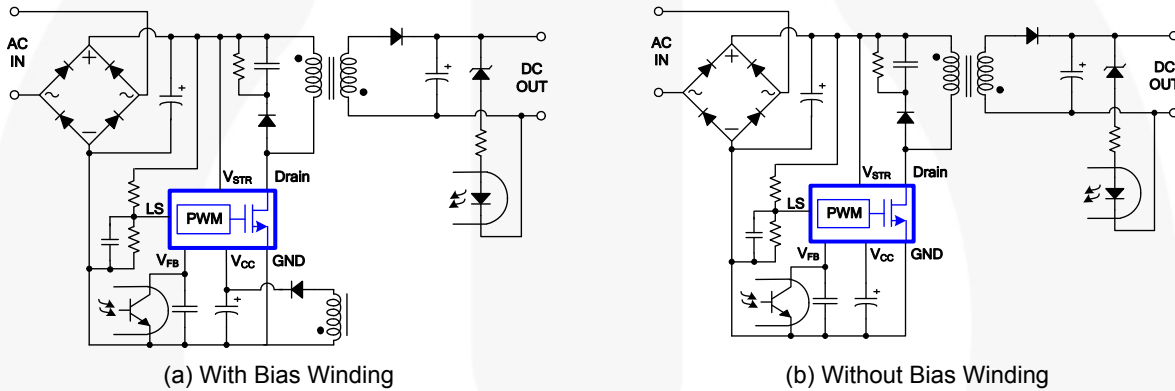 AC
IN
+
~
~
−
+
+
DC
OUT
VSTR
Drain
LS
PWM
VFB
VCC
GND
+
(a) With Bias Winding
AC
IN
+
~
~
−
+
+
DC
OUT
VSTR
Drain
LS
PWM
VFB
VCC
GND
+
(b) Without Bias Winding